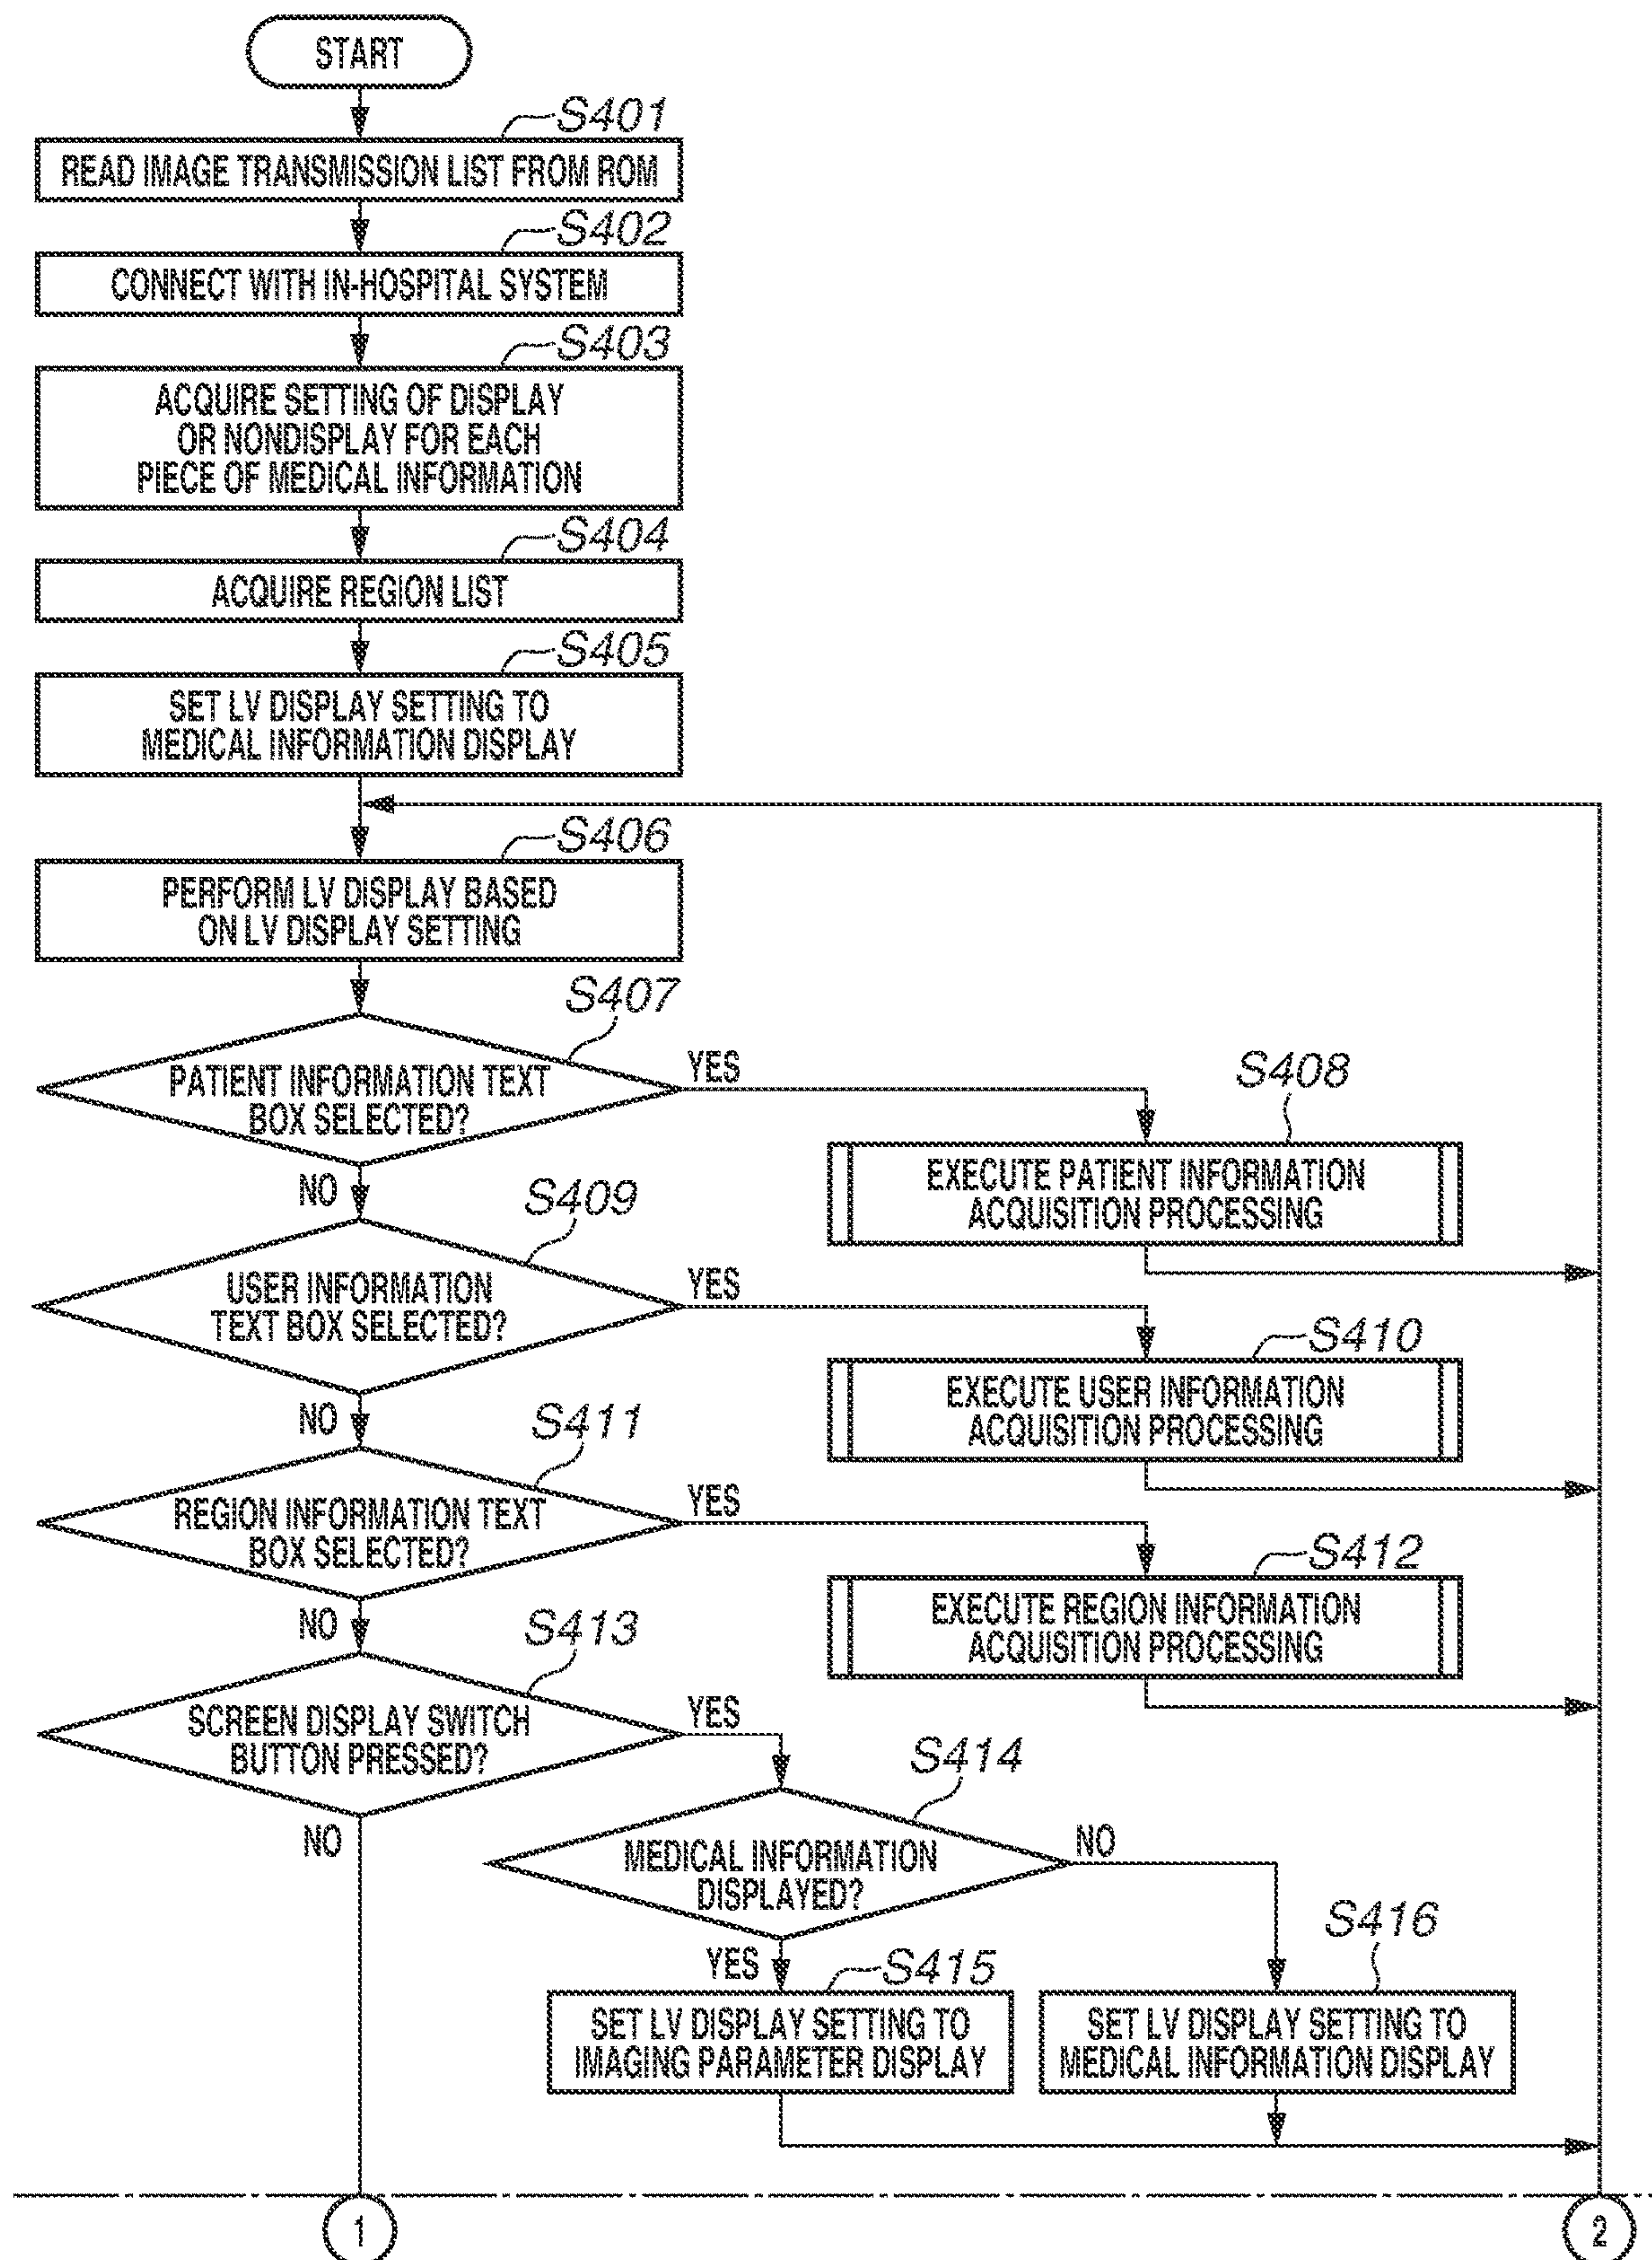 START
S401
READ IMAGE TRANSMISSION LIST FROM ROM
S402
CONNECT WITH IN-HOSPITAL SYSTEM
S403
ACQUIRE SETTING OF DISPLAY
OR NONDISPLAY FOR EACH
PIECE OF MEDICAL INFORMATION
S404
ACQUIRE REGION LIST
S405
SET LV DISPLAY SETTING TO
MEDICAL INFORMATION DISPLAY
S406
PERFORM LV DISPLAY BASED
ON LV DISPLAY SETTING
S407
PATIENT INFORMATION TEXT
BOX SELECTED?
YES
NO
S408
EXECUTE PATIENT INFORMATION
ACQUISITION PROCESSING
S409
USER INFORMATION
TEXT BOX SELECTED?
YES
NO
S410
EXECUTE USER INFORMATION
ACQUISITION PROCESSING
S411
REGION INFORMATION TEXT
BOX SELECTED?
YES
NO
S412
EXECUTE REGION INFORMATION
ACQUISITION PROCESSING
S413
SCREEN DISPLAY SWITCH
BUTTON PRESSED?
YES
NO
S414
MEDICAL INFORMATION
DISPLAYED?
NO
YES
S415
SET LV DISPLAY SETTING TO
IMAGING PARAMETER DISPLAY
S416
SET LV DISPLAY SETTING TO
MEDICAL INFORMATION DISPLAY
1
2